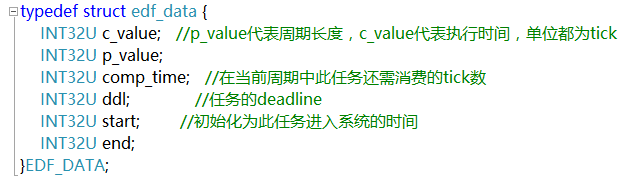 typedef struct edf_data {
INT32U c_value; //p_value代表周期长度，c_value代表执行时间，单位都为tick
INT32U p_value;
INT32U comp_time; //在当前周期中此任务还需消费的tick数
INT32U ddl; //任务的deadline
INT32U start; //初始化为此任务进入系统的时间
INT32U end;
}EDF_DATA;